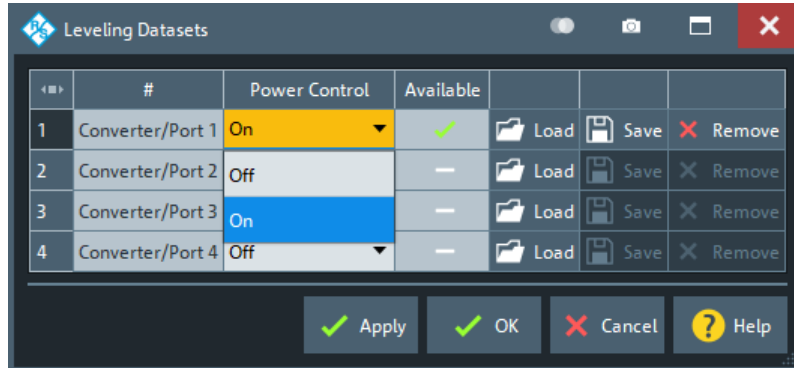 R&S Leveling Datasets
# Power Control Available
1 Converter/Port 1 On Load Save Remove
2 Converter/Port 2 Off Load Save Remove
3 Converter/Port 3 On Load Save Remove
4 Converter/Port 4 Off Load Save Remove
Apply OK Cancel ? Help